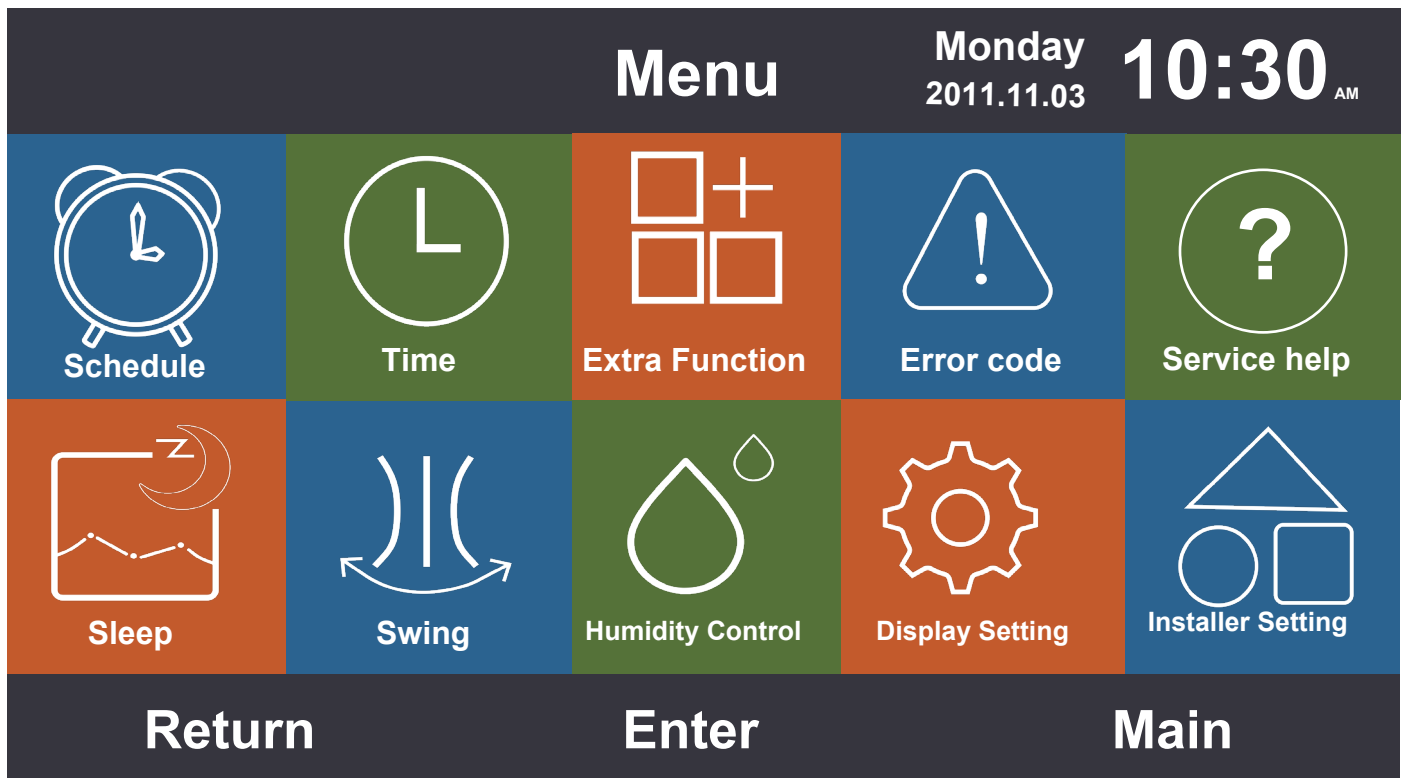 Menu
Monday
2011.11.03
10:30 AM
Schedule
Time
Extra Function
Error code
?
Service help
Z
Sleep
Swing
Humidity Control
Display Setting
Installer Setting
Return
Enter
Main